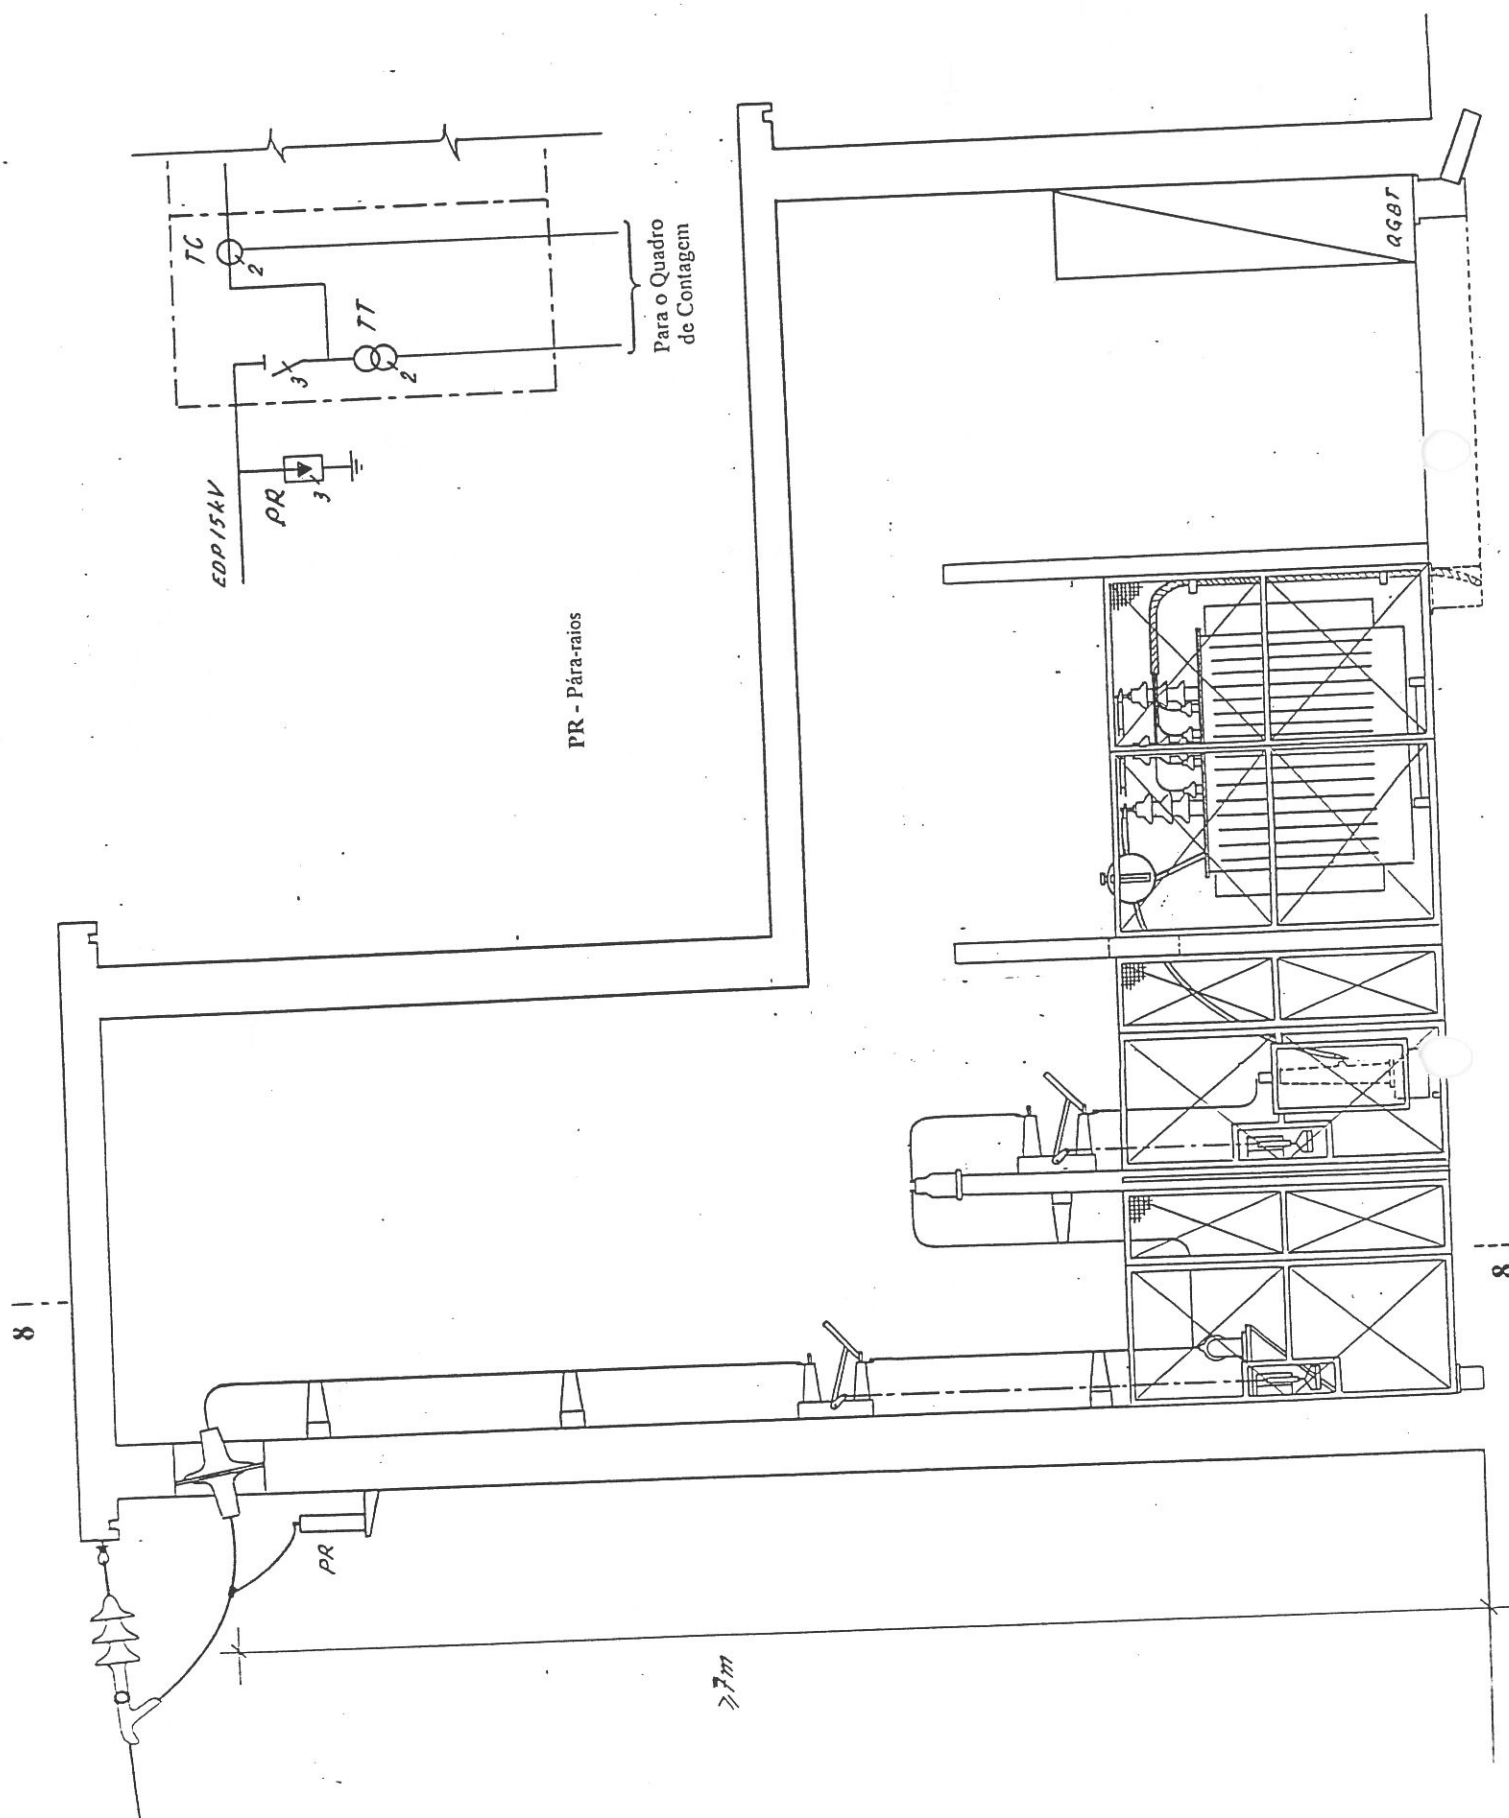 EDP 15kV
PR
3
3
TC
2
TT
2
Para o Quadro
de Contagem
PR - Pára-raios
QGBT
PR
≥7m
8
8